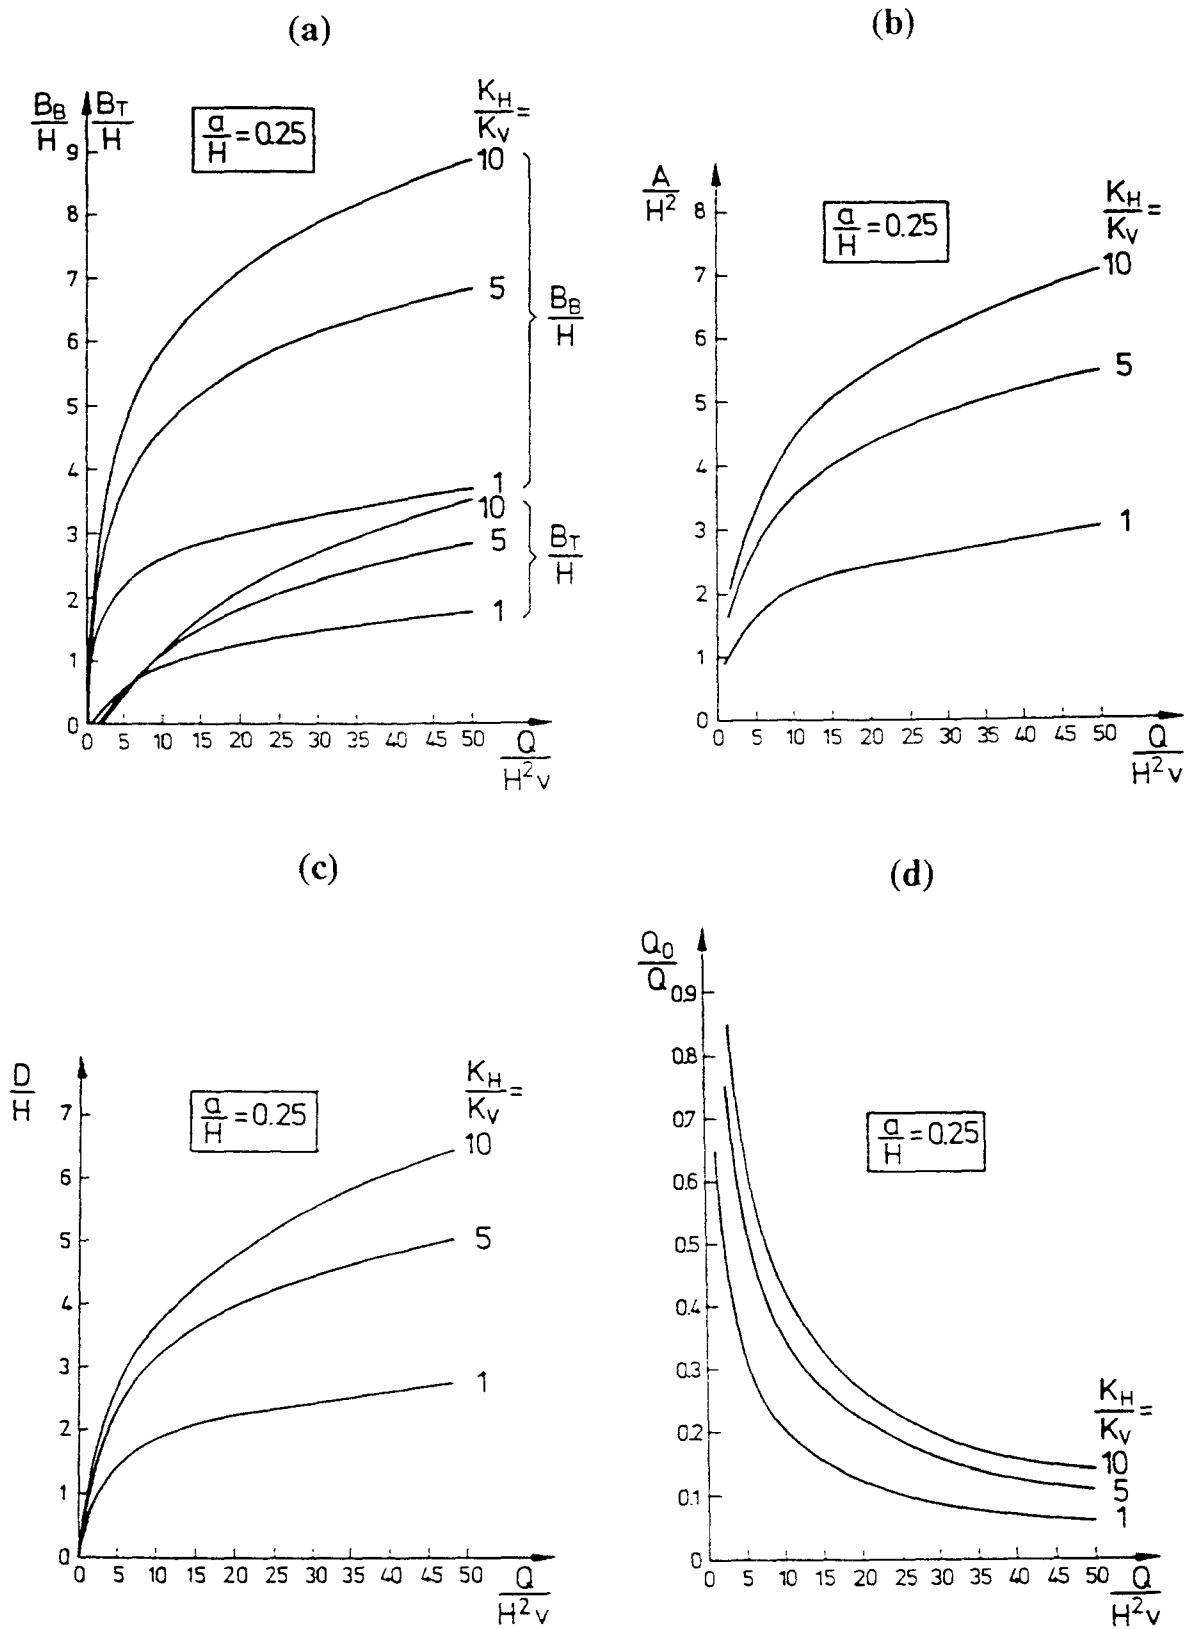 (a)
B_B/H B_T/H
a/H = 0.25
K_H/K_V =
9
8
7
6
5
4
3
2
1
0
10
5
1
B_B/H
10
5
1
B_T/H
0 5 10 15 20 25 30 35 40 45 50
Q/H²v
(b)
A/H²
a/H = 0.25
K_H/K_V =
8
7
6
5
4
3
2
1
0
10
5
1
0 5 10 15 20 25 30 35 40 45 50
Q/H²v
(c)
D/H
a/H = 0.25
K_H/K_V =
7
6
5
4
3
2
1
0
10
5
1
0 5 10 15 20 25 30 35 40 45 50
Q/H²v
(d)
Q_0/Q
a/H = 0.25
0.9
0.8
0.7
0.6
0.5
0.4
0.3
0.2
0.1
0
K_H/K_V =
10
5
1
0 5 10 15 20 25 30 35 40 45 50
Q/H²v